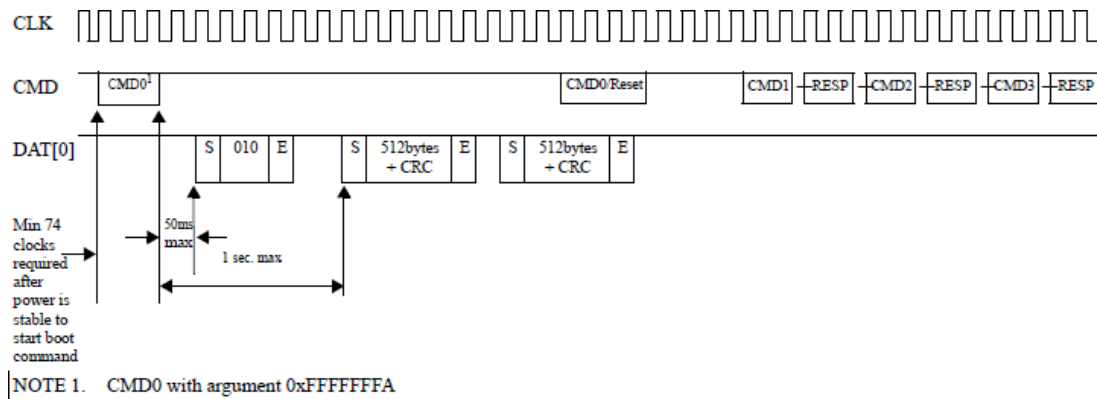 CLK
CMD CMD0¹ CMD0/Reset CMD1 RESP CMD2 RESP CMD3 RESP
DAT[0] S 010 E S 512bytes + CRC E S 512bytes + CRC E
50ms max
1 sec. max
Min 74
clocks
required
after
power is
stable to
start boot
command
NOTE 1. CMD0 with argument 0xFFFFFFFA